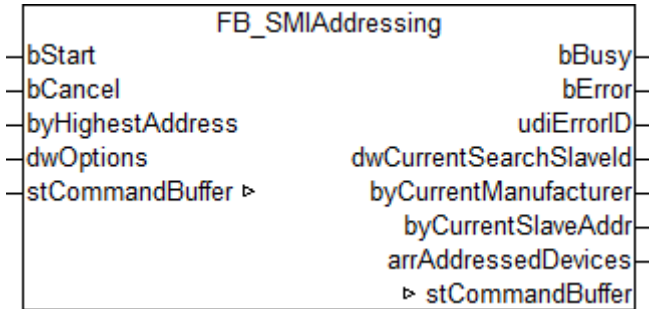 FB_SMIAddressing
bStart bBusy
bCancel bError
byHighestAddress udiErrorID
dwOptions dwCurrentSearchSlaveId
stCommandBuffer ▹ byCurrentManufacturer
byCurrentSlaveAddr
arrAddressedDevices
▹ stCommandBuffer